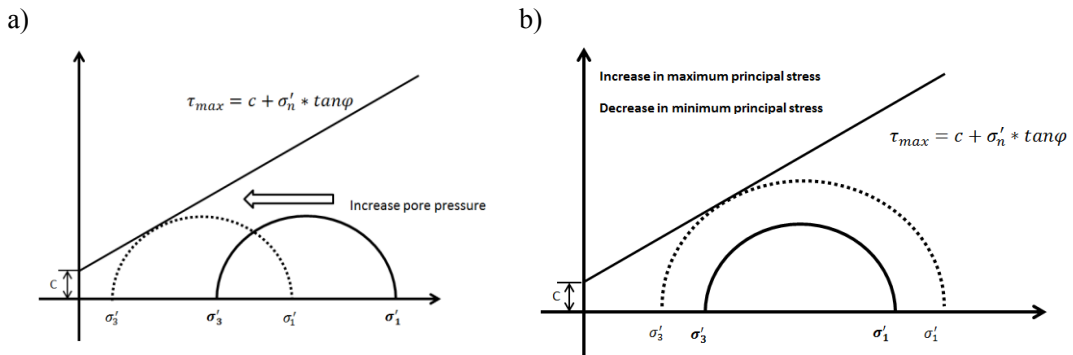 a)
τmax = c + σ′n * tanφ
Increase pore pressure
C
σ′3 σ′3 σ′1 σ′1
b)
Increase in maximum principal stress
Decrease in minimum principal stress
τmax = c + σ′n * tanφ
C
σ′3 σ′3 σ′1 σ′1